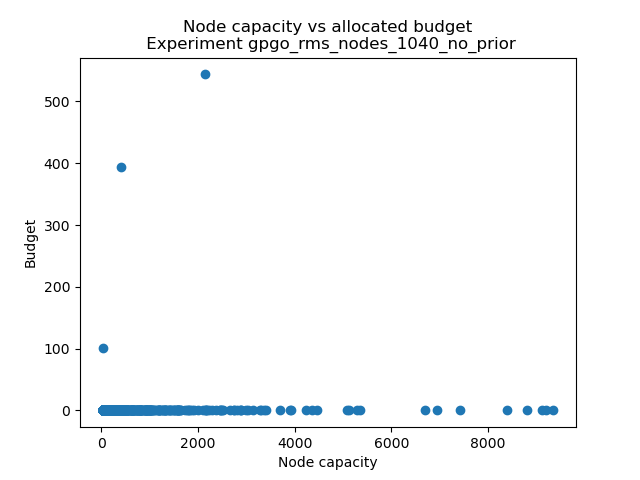 Node capacity vs allocated budget
Experiment gpgo_rms_nodes_1040_no_prior
500
400
300
200
100
0
Budget
0 2000 4000 6000 8000
Node capacity